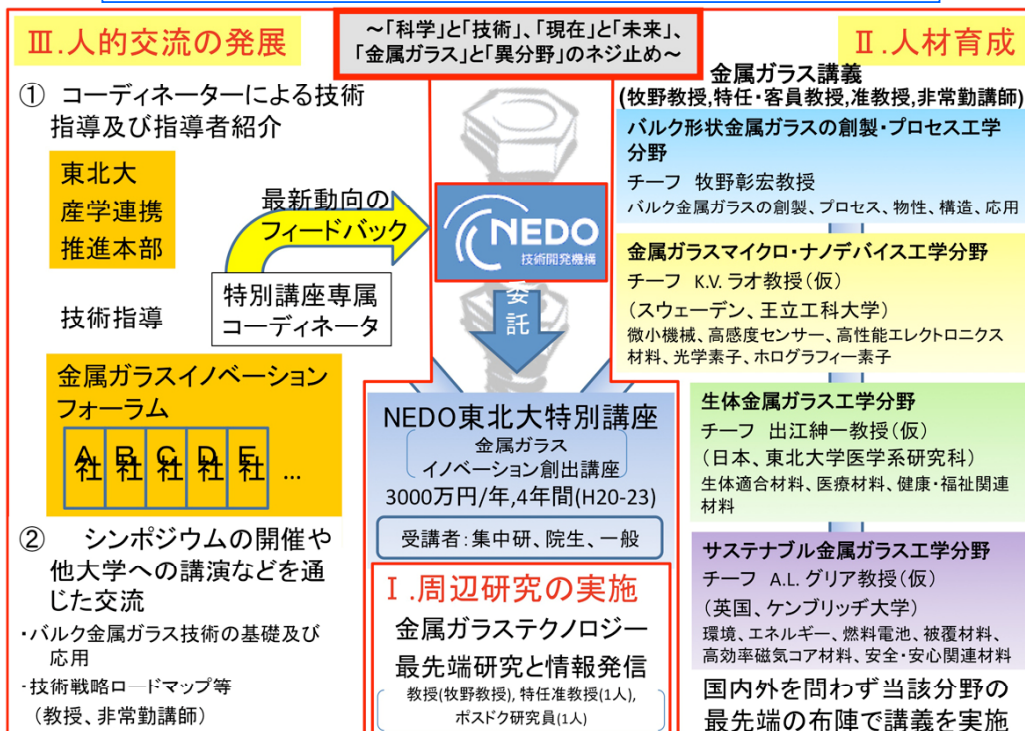 ～「科学」と「技術」、「現在」と「未来」、
「金属ガラス」と「異分野」のネジ止め～
Ⅲ.人的交流の発展
① コーディネーターによる技術
指導及び指導者紹介
東北大
産学連携
推進本部
最新動向の
フィードバック
技術指導
特別講座専属
コーディネータ
金属ガラスイノベーション
フォーラム
A社 B社 C社 D社 E社 ...
② シンポジウムの開催や
他大学への講演などを通
じた交流
・バルク金属ガラス技術の基礎及び
応用
・技術戦略ロードマップ等
（教授、非常勤講師）
NEDO
技術開発機構
委
託
NEDO東北大特別講座
金属ガラス
イノベーション創出講座
3000万円/年,4年間(H20-23)
受講者：集中研、院生、一般
Ⅰ.周辺研究の実施
金属ガラステクノロジー
最先端研究と情報発信
教授(牧野教授), 特任准教授(1人),
ポスドク研究員(1人)
Ⅱ.人材育成
金属ガラス講義
(牧野教授,特任・客員教授,准教授,非常勤講師)
バルク形状金属ガラスの創製・プロセス工学
分野
チーフ 牧野彰宏教授
バルク金属ガラスの創製、プロセス、物性、構造、応用
金属ガラスマイクロ・ナノデバイス工学分野
チーフ K.V. ラオ教授（仮）
（スウェーデン、王立工科大学）
微小機械、高感度センサー、高性能エレクトロニクス
材料、光学素子、ホログラフィー素子
生体金属ガラス工学分野
チーフ 出江紳一教授（仮）
（日本、東北大学医学系研究科）
生体適合材料、医療材料、健康・福祉関連
材料
サステナブル金属ガラス工学分野
チーフ A.L. グリア教授（仮）
（英国、ケンブリッヂ大学）
環境、エネルギー、燃料電池、被覆材料、
高効率磁気コア材料、安全・安心関連材料
国内外を問わず当該分野の
最先端の布陣で講義を実施